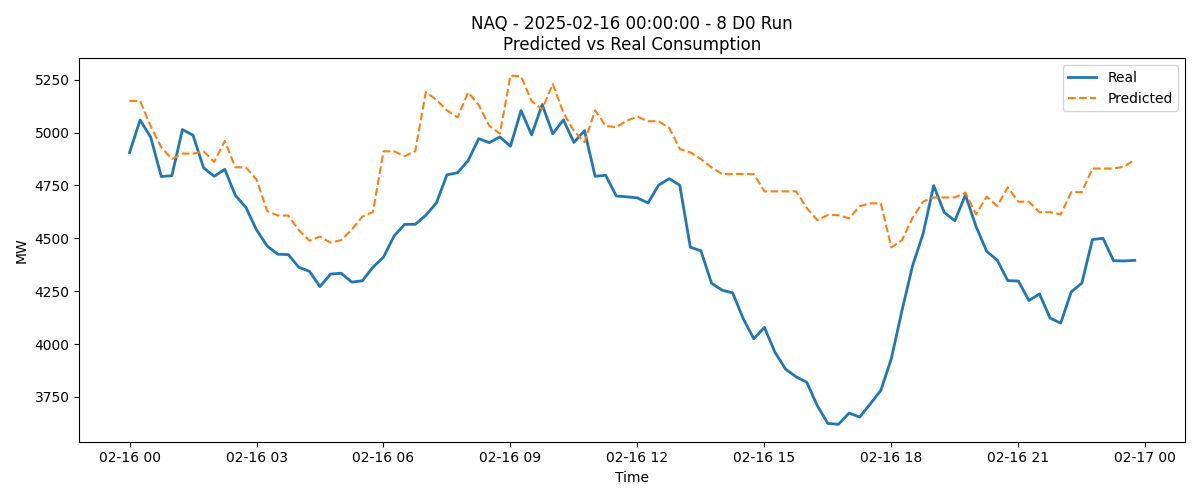 NAQ - 2025-02-16 00:00:00 - 8 D0 Run
Predicted vs Real Consumption
Real
Predicted
MW
5250
5000
4750
4500
4250
4000
3750
02-16 00
02-16 03
02-16 06
02-16 09
02-16 12
02-16 15
02-16 18
02-16 21
02-17 00
Time